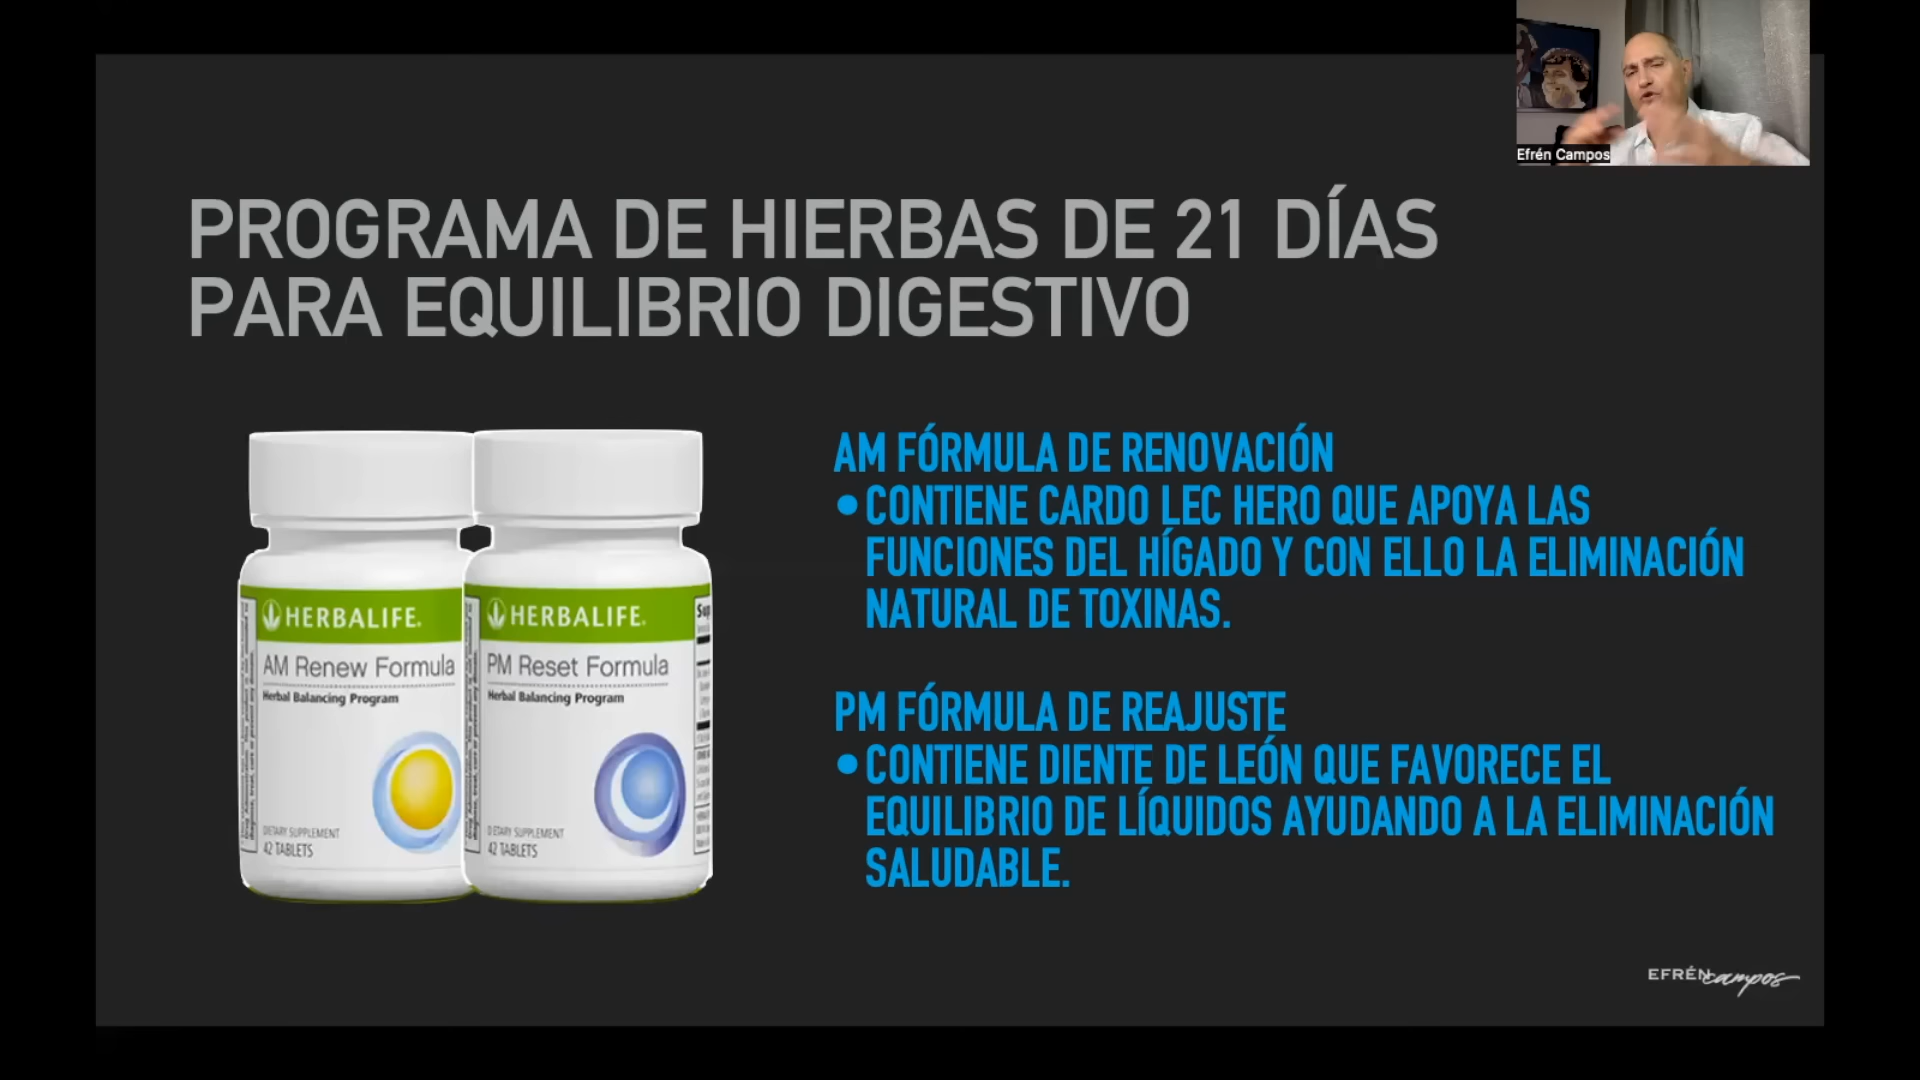 Efrén Campos
PROGRAMA DE HIERBAS DE 21 DÍAS
PARA EQUILIBRIO DIGESTIVO
AM FÓRMULA DE RENOVACIÓN
•CONTIENE CARDO LEC HERO QUE APOYA LAS
FUNCIONES DEL HÍGADO Y CON ELLO LA ELIMINACIÓN
NATURAL DE TOXINAS.
PM FÓRMULA DE REAJUSTE
•CONTIENE DIENTE DE LEÓN QUE FAVORECE EL
EQUILIBRIO DE LÍQUIDOS AYUDANDO A LA ELIMINACIÓN
SALUDABLE.
HERBALIFE.
AM Renew Formula
Herbal Balancing Program
DIETARY SUPPLEMENT
42 TABLETS
HERBALIFE.
PM Reset Formula
Herbal Balancing Program
DIETARY SUPPLEMENT
42 TABLETS
EFRÉN campos